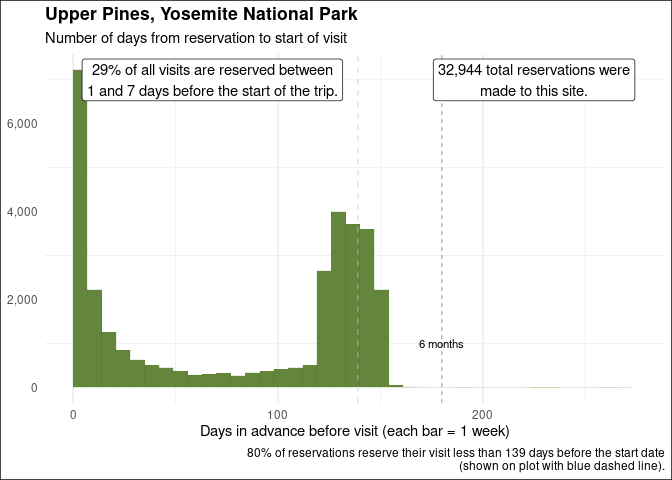 Upper Pines, Yosemite National Park
Number of days from reservation to start of visit
29% of all visits are reserved between
1 and 7 days before the start of the trip.
32,944 total reservations were
made to this site.
6,000
4,000
2,000
0
6 months
0 100 200
Days in advance before visit (each bar = 1 week)
80% of reservations reserve their visit less than 139 days before the start date
(shown on plot with blue dashed line).